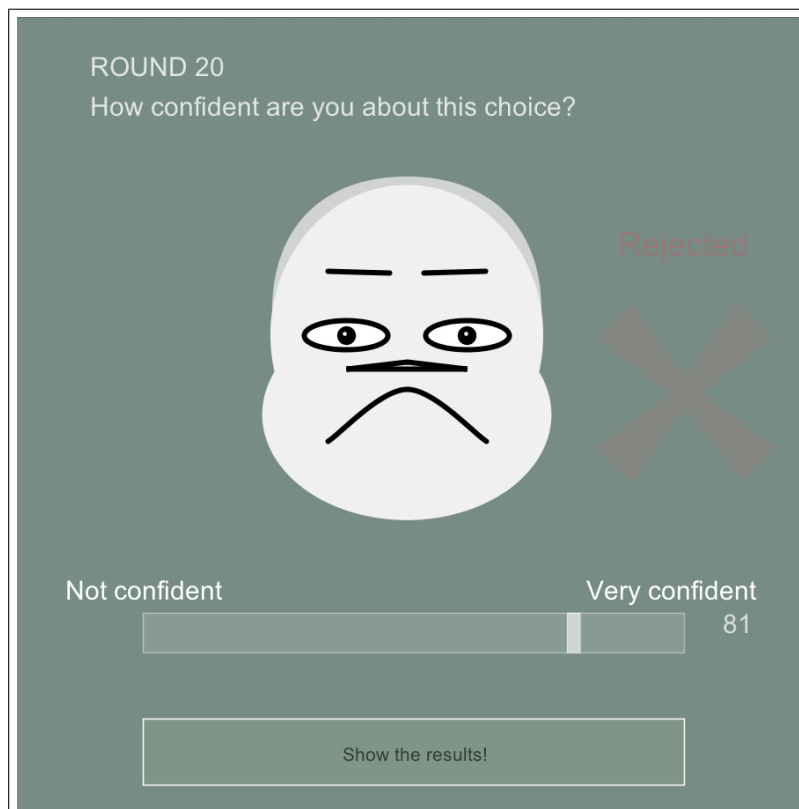 ROUND 20
How confident are you about this choice?
Rejected
Not confident
Very confident
81
Show the results!